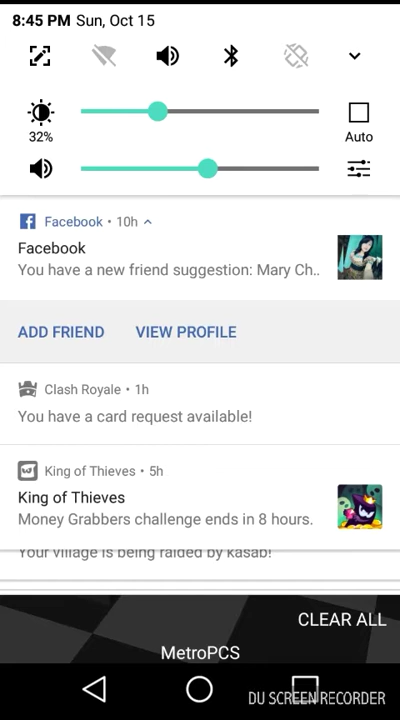 8:45 PM Sun, Oct 15
32%
Auto
Facebook • 10h
Facebook
You have a new friend suggestion: Mary Ch..
ADD FRIEND VIEW PROFILE
Clash Royale • 1h
You have a card request available!
King of Thieves • 5h
King of Thieves
Money Grabbers challenge ends in 8 hours.
Your village is being raided by kasab!
CLEAR ALL
MetroPCS
DU SCREEN RECORDER